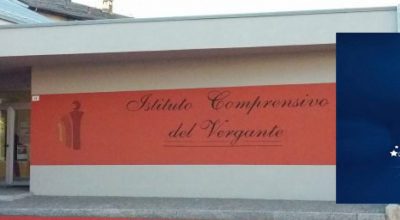 Istituto Comprensivo
del Vergante